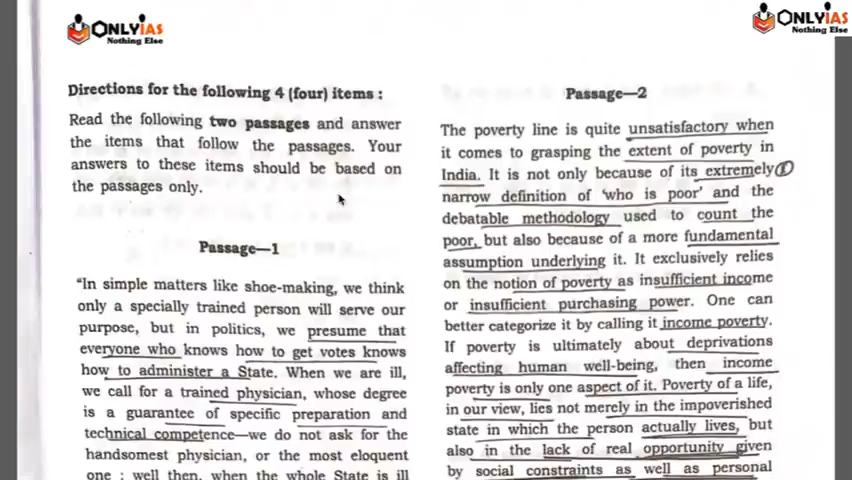 ONLYIAS
Nothing Else
ONLYIAS
Nothing Else
Directions for the following 4 (four) items :
Read the following two passages and answer
the items that follow the passages. Your
answers to these items should be based on
the passages only.
Passage—1
"In simple matters like shoe-making, we think
only a specially trained person will serve our
purpose, but in politics, we presume that
everyone who knows how to get votes knows
how to administer a State. When we are ill,
we call for a trained physician, whose degree
is a guarantee of specific preparation and
technical competence—we do not ask for the
handsomest physician, or the most eloquent
one : well then, when the whole State is ill
Passage—2
The poverty line is quite unsatisfactory when
it comes to grasping the extent of poverty in
India. It is not only because of its extremely 1
narrow definition of 'who is poor' and the
debatable methodology used to count the
poor, but also because of a more fundamental
assumption underlying it. It exclusively relies
on the notion of poverty as insufficient income
or insufficient purchasing power. One can
better categorize it by calling it income poverty.
If poverty is ultimately about deprivations
affecting human well-being, then income
poverty is only one aspect of it. Poverty of a life,
in our view, lies not merely in the impoverished
state in which the person actually lives, but
also in the lack of real opportunity given
by social constraints as well as personal